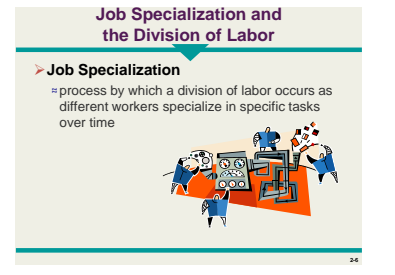 Job Specialization and
the Division of Labor
➢Job Specialization
≈process by which a division of labor occurs as
different workers specialize in specific tasks
over time
2-6